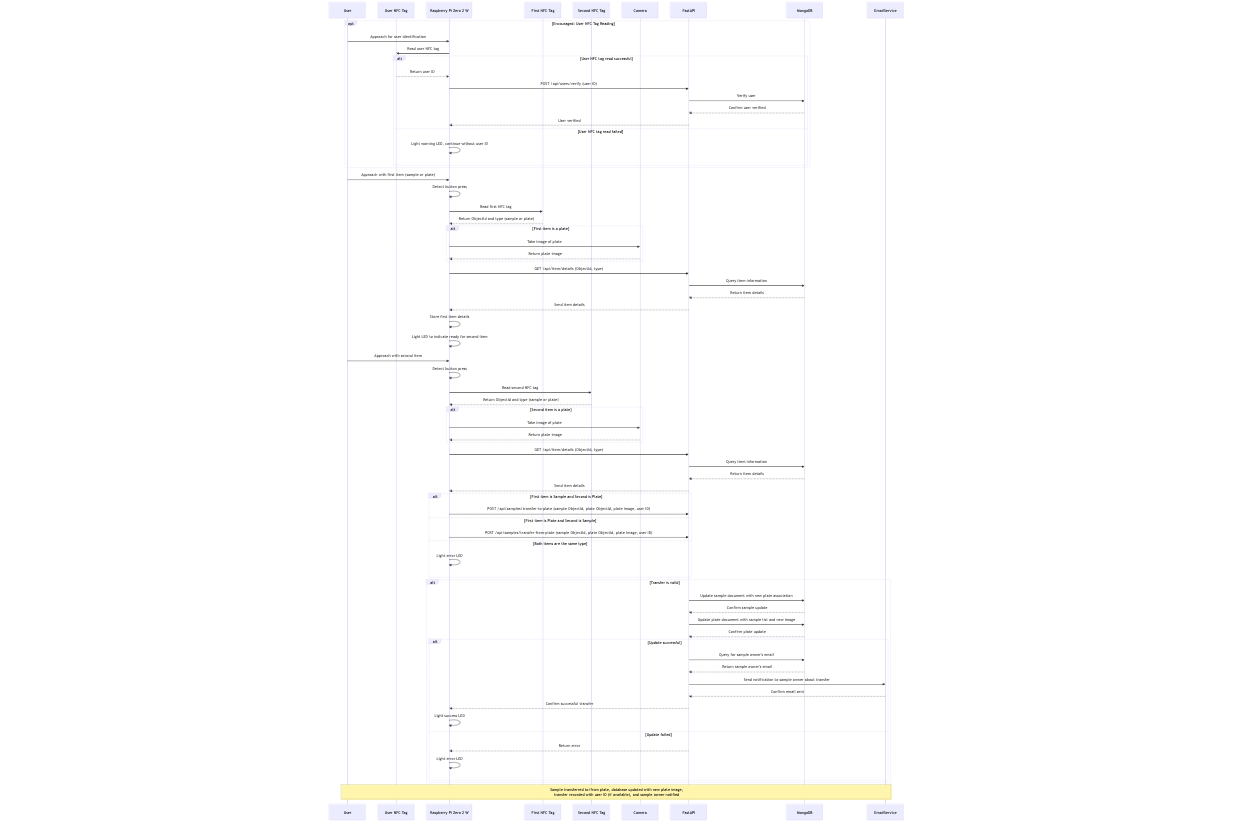 User
User NFC Tag
Raspberry Pi Zero 2 W
First NFC Tag
Second NFC Tag
Camera
FastAPI
MongoDB
EmailService
opt
[Encouraged: User NFC Tag Reading]
Approach for user identification
Read user NFC tag
alt
[User NFC tag read successful]
Return user ID
POST /api/users/verify (user ID)
Verify user
Confirm user verified
User verified
[User NFC tag read failed]
Light warning LED, continue without user ID
Approach with first item (sample or plate)
Detect button press
Read first NFC tag
Return ObjectId and type (sample or plate)
alt
[First item is a plate]
Take image of plate
Return plate image
GET /api/item/details (ObjectId, type)
Query item information
Return item details
Send item details
Store first item details
Light LED to indicate ready for second item
Approach with second item
Detect button press
Read second NFC tag
Return ObjectId and type (sample or plate)
alt
[Second item is a plate]
Take image of plate
Return plate image
GET /api/item/details (ObjectId, type)
Query item information
Return item details
Send item details
alt
[First item is Sample and Second is Plate]
POST /api/samples/transfer-to-plate (sample ObjectId, plate ObjectId, plate image, user ID)
[First item is Plate and Second is Sample]
POST /api/samples/transfer-from-plate (sample ObjectId, plate ObjectId, plate image, user ID)
[Both items are the same type]
Light error LED
alt
[Transfer is valid]
Update sample document with new plate association
Confirm sample update
Update plate document with sample list and new image
Confirm plate update
alt
[Update successful]
Query for sample owner's email
Return sample owner's email
Send notification to sample owner about transfer
Confirm email sent
Confirm successful transfer
Light success LED
[Update failed]
Return error
Light error LED
Sample transferred to/from plate, database updated with new plate image,
transfer recorded with user ID (if available), and sample owner notified
User
User NFC Tag
Raspberry Pi Zero 2 W
First NFC Tag
Second NFC Tag
Camera
FastAPI
MongoDB
EmailService